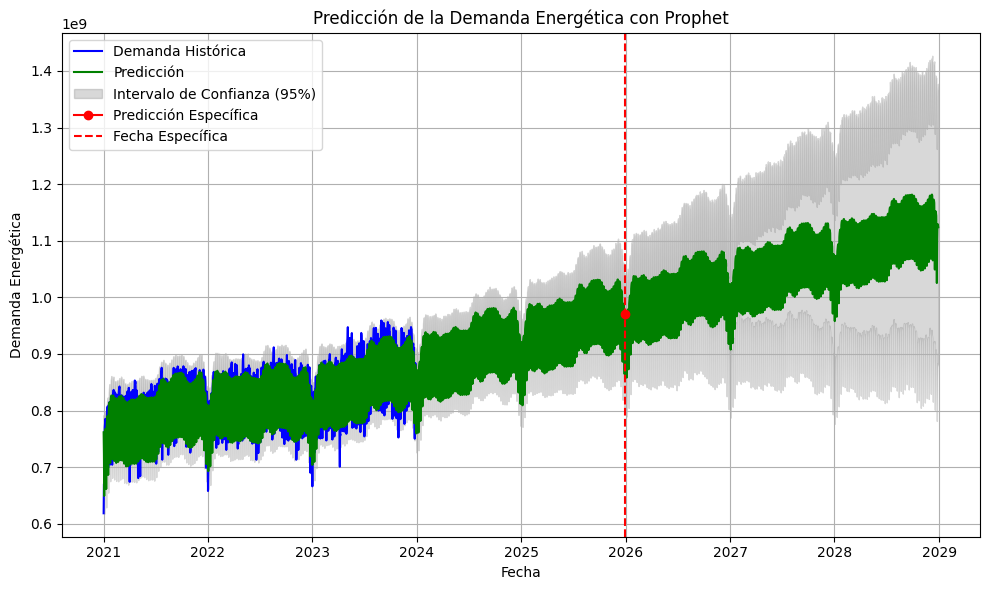 Predicción de la Demanda Energética con Prophet
1e9
Demanda Histórica
Predicción
Intervalo de Confianza (95%)
Predicción Específica
Fecha Específica
1.4
1.3
1.2
1.1
1.0
0.9
0.8
0.7
0.6
Demanda Energética
2021 2022 2023 2024 2025 2026 2027 2028 2029
Fecha